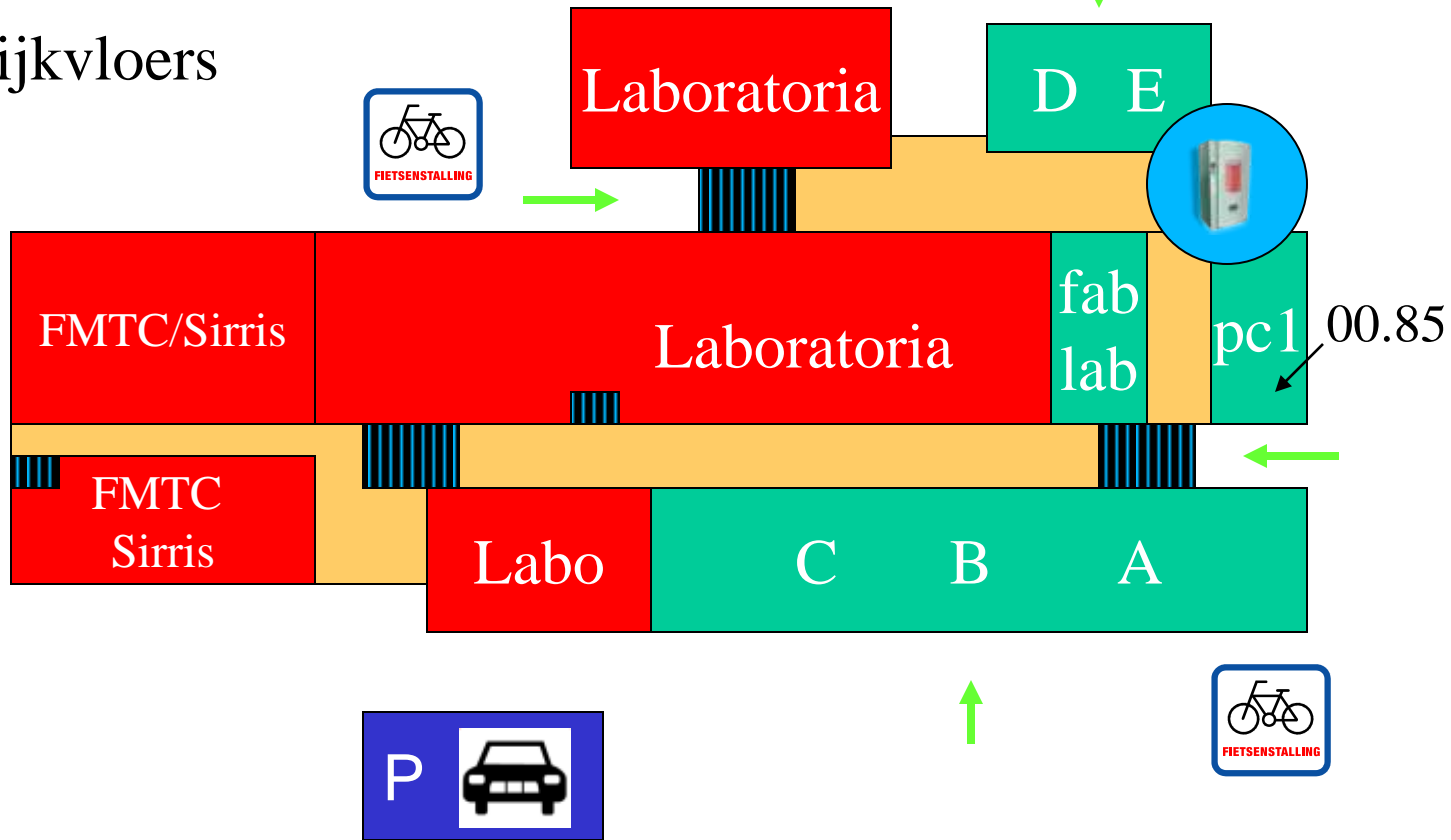 ijkvloers
Laboratoria
D E
FIETSENSTALLING
FMTC/Sirris
Laboratoria
fab
lab
pc1
00.85
FMTC
Sirris
Labo
C B A
FIETSENSTALLING
P